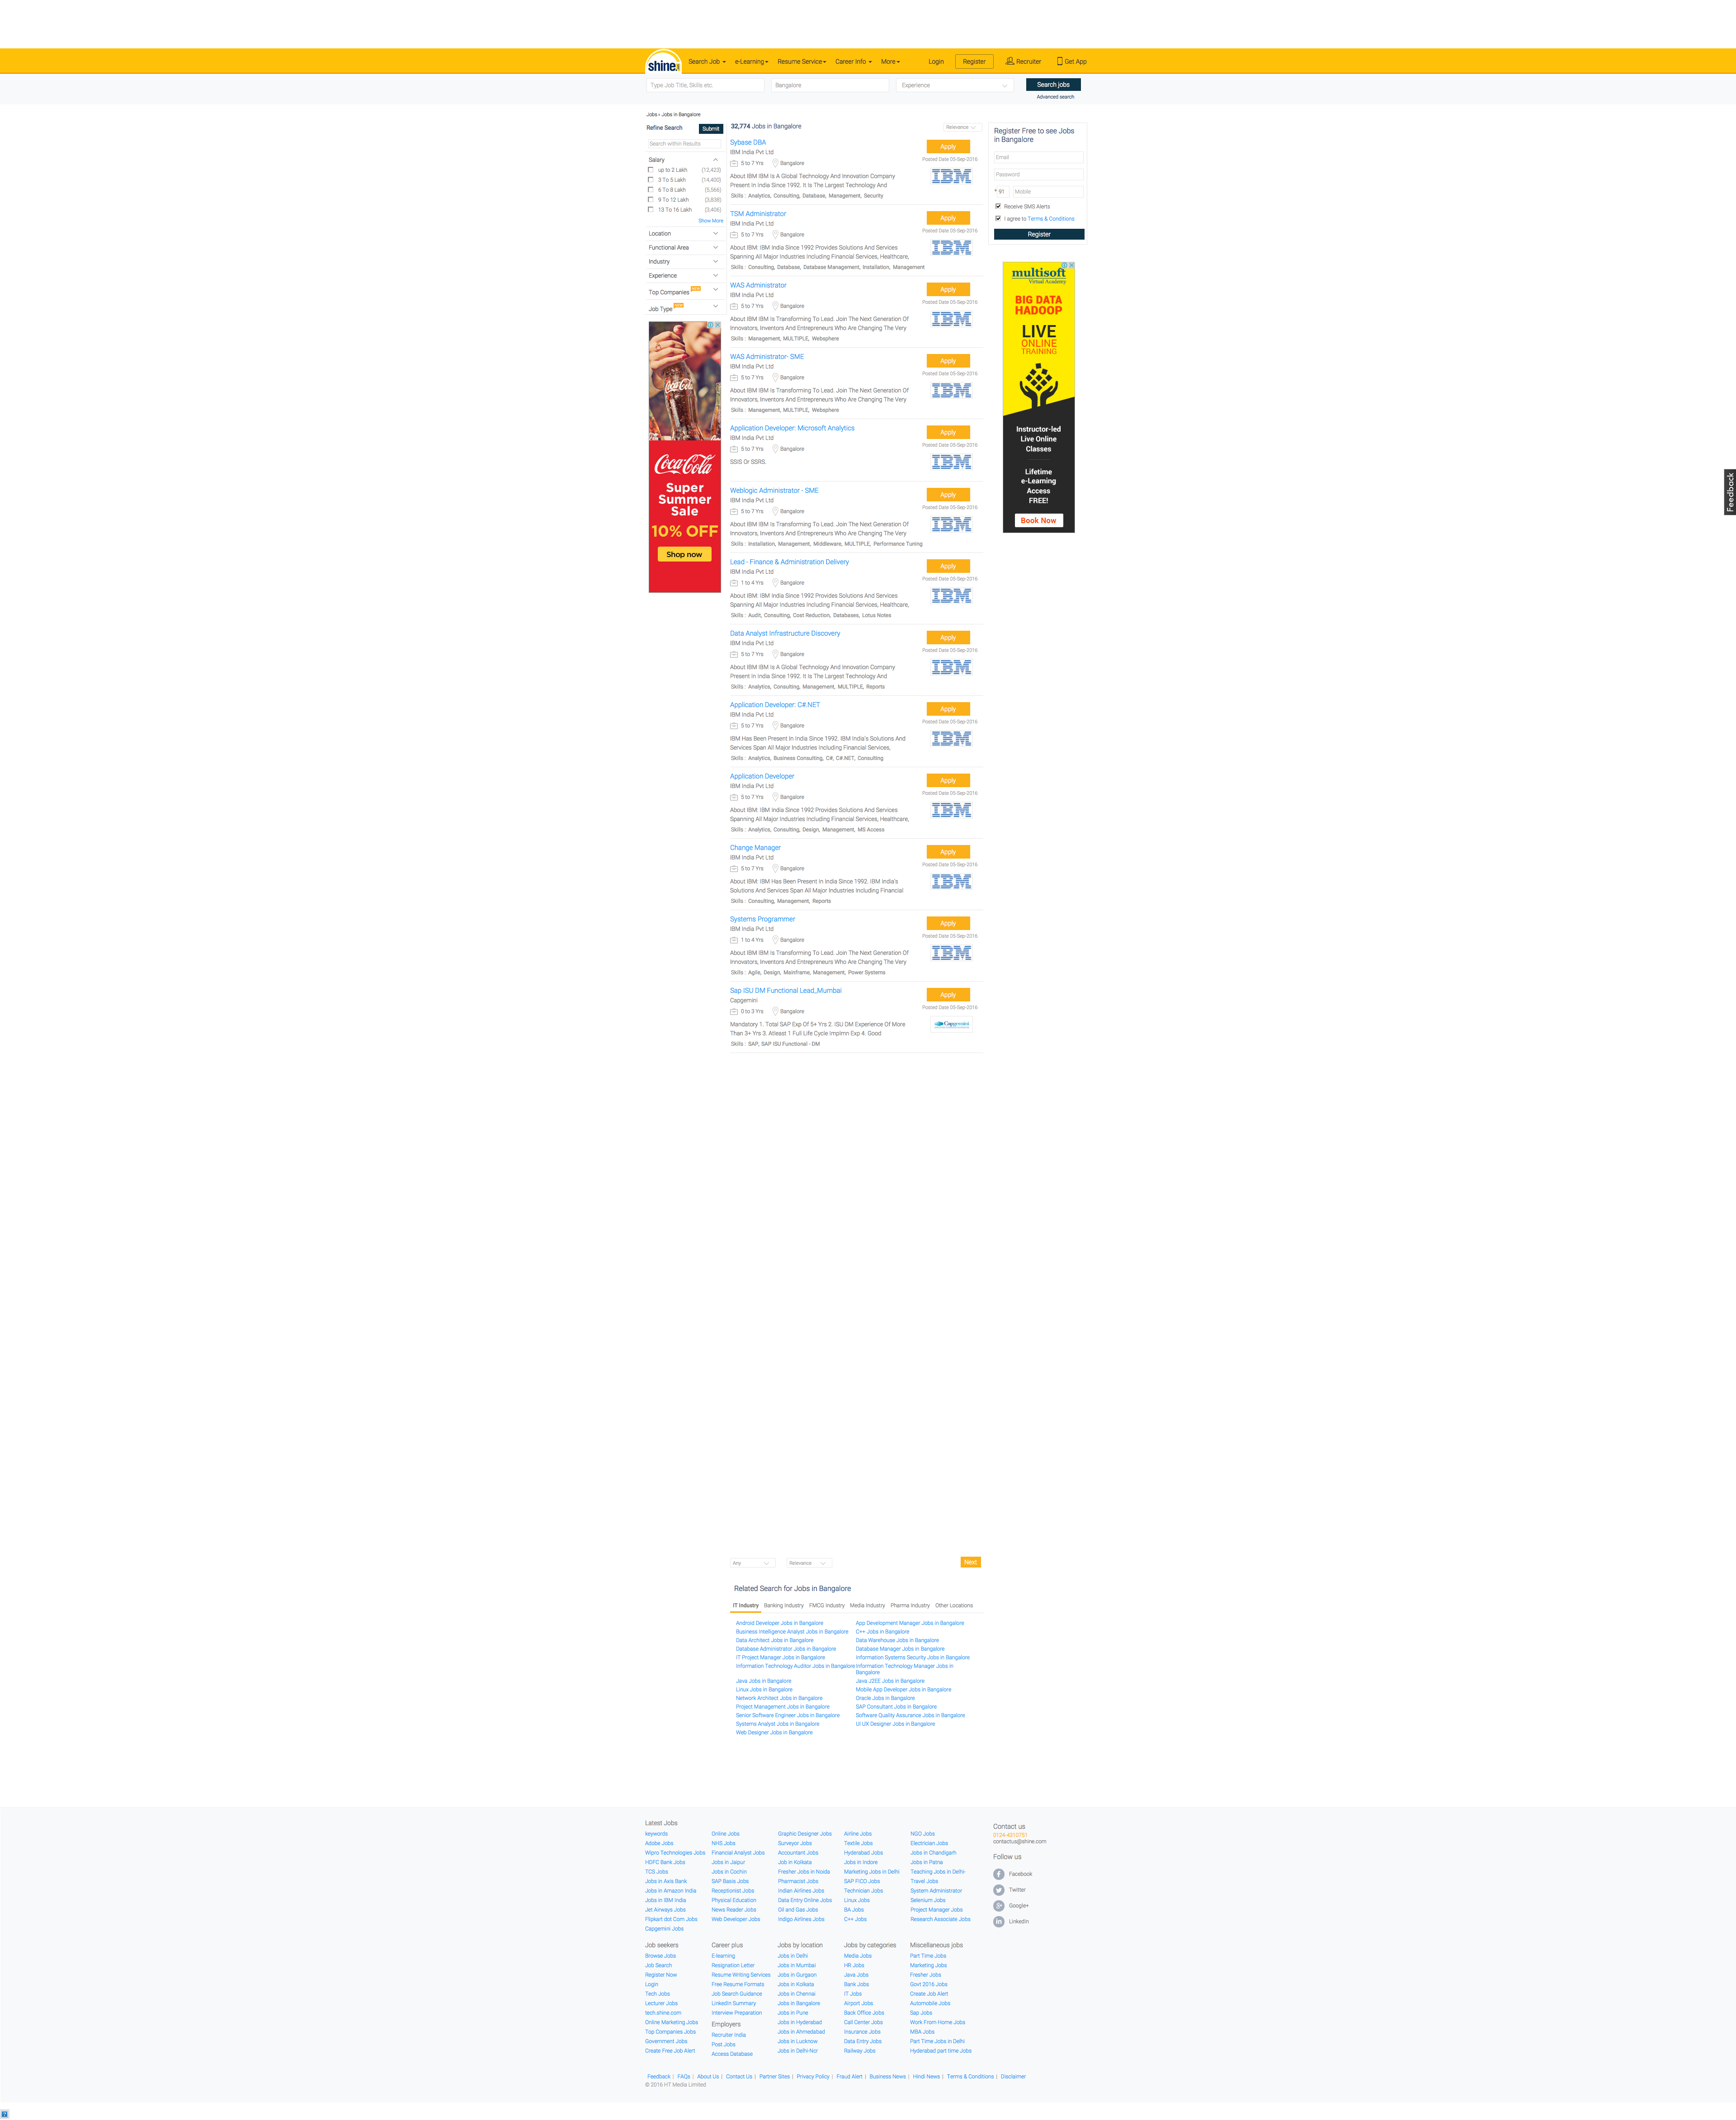 shine.com
Search Job
e-Learning
Resume Service
Career Info
More
Login
Register
Recruiter
Get App
Type Job Title, Skills etc.
Bangalore
Experience
Search jobs
Advanced search
Jobs › Jobs in Bangalore
Refine Search
Submit
Search within Results
Salary
up to 2 Lakh (12,423)
3 To 5 Lakh (14,400)
6 To 8 Lakh (5,566)
9 To 12 Lakh (3,838)
13 To 16 Lakh (3,406)
Show More
Location
Functional Area
Industry
Experience
Top Companies NEW
Job Type NEW
Coca-Cola
Super
Summer
Sale
10% OFF
Shop now
32,774 Jobs in Bangalore
Relevance
Sybase DBA
Apply
IBM India Pvt Ltd
Posted Date 05-Sep-2016
5 to 7 Yrs Bangalore
IBM
About IBM IBM Is A Global Technology And Innovation Company
Present In India Since 1992. It Is The Largest Technology And
Skills : Analytics, Consulting, Database, Management, Security
TSM Administrator
Apply
IBM India Pvt Ltd
Posted Date 05-Sep-2016
5 to 7 Yrs Bangalore
IBM
About IBM: IBM India Since 1992 Provides Solutions And Services
Spanning All Major Industries Including Financial Services, Healthcare,
Skills : Consulting, Database, Database Management, Installation, Management
WAS Administrator
Apply
IBM India Pvt Ltd
Posted Date 05-Sep-2016
5 to 7 Yrs Bangalore
IBM
About IBM IBM Is Transforming To Lead. Join The Next Generation Of
Innovators, Inventors And Entrepreneurs Who Are Changing The Very
Skills : Management, MULTIPLE, Websphere
WAS Administrator- SME
Apply
IBM India Pvt Ltd
Posted Date 05-Sep-2016
5 to 7 Yrs Bangalore
IBM
About IBM IBM Is Transforming To Lead. Join The Next Generation Of
Innovators, Inventors And Entrepreneurs Who Are Changing The Very
Skills : Management, MULTIPLE, Websphere
Application Developer: Microsoft Analytics
Apply
IBM India Pvt Ltd
Posted Date 05-Sep-2016
5 to 7 Yrs Bangalore
IBM
SSIS Or SSRS.
Weblogic Administrator - SME
Apply
IBM India Pvt Ltd
Posted Date 05-Sep-2016
5 to 7 Yrs Bangalore
IBM
About IBM IBM Is Transforming To Lead. Join The Next Generation Of
Innovators, Inventors And Entrepreneurs Who Are Changing The Very
Skills : Installation, Management, Middleware, MULTIPLE, Performance Tuning
Lead - Finance & Administration Delivery
Apply
IBM India Pvt Ltd
Posted Date 05-Sep-2016
1 to 4 Yrs Bangalore
IBM
About IBM: IBM India Since 1992 Provides Solutions And Services
Spanning All Major Industries Including Financial Services, Healthcare,
Skills : Audit, Consulting, Cost Reduction, Databases, Lotus Notes
Data Analyst Infrastructure Discovery
Apply
IBM India Pvt Ltd
Posted Date 05-Sep-2016
5 to 7 Yrs Bangalore
IBM
About IBM IBM Is A Global Technology And Innovation Company
Present In India Since 1992. It Is The Largest Technology And
Skills : Analytics, Consulting, Management, MULTIPLE, Reports
Application Developer: C#.NET
Apply
IBM India Pvt Ltd
Posted Date 05-Sep-2016
5 to 7 Yrs Bangalore
IBM
IBM Has Been Present In India Since 1992. IBM India's Solutions And
Services Span All Major Industries Including Financial Services,
Skills : Analytics, Business Consulting, C#, C#.NET, Consulting
Application Developer
Apply
IBM India Pvt Ltd
Posted Date 05-Sep-2016
5 to 7 Yrs Bangalore
IBM
About IBM: IBM India Since 1992 Provides Solutions And Services
Spanning All Major Industries Including Financial Services, Healthcare,
Skills : Analytics, Consulting, Design, Management, MS Access
Change Manager
Apply
IBM India Pvt Ltd
Posted Date 05-Sep-2016
5 to 7 Yrs Bangalore
IBM
About IBM: IBM Has Been Present In India Since 1992. IBM India's
Solutions And Services Span All Major Industries Including Financial
Skills : Consulting, Management, Reports
Systems Programmer
Apply
IBM India Pvt Ltd
Posted Date 05-Sep-2016
1 to 4 Yrs Bangalore
IBM
About IBM IBM Is Transforming To Lead. Join The Next Generation Of
Innovators, Inventors And Entrepreneurs Who Are Changing The Very
Skills : Agile, Design, Mainframe, Management, Power Systems
Sap ISU DM Functional Lead,,Mumbai
Apply
Capgemini
Posted Date 05-Sep-2016
0 to 3 Yrs Bangalore
Capgemini
Mandatory 1. Total SAP Exp Of 5+ Yrs 2. ISU DM Experience Of More
Than 3+ Yrs 3. Atleast 1 Full Life Cycle Implmn Exp 4. Good
Skills : SAP, SAP ISU Functional - DM
Register Free to see Jobs
in Bangalore
Email
Password
+ 91 Mobile
Receive SMS Alerts
I agree to Terms & Conditions
Register
multisoft
Virtual Academy
BIG DATA
HADOOP
LIVE
ONLINE
TRAINING
Instructor-led
Live Online
Classes
Lifetime
e-Learning
Access
FREE!
Book Now
Feedback
Any
Relevance
Next
Related Search for Jobs in Bangalore
IT Industry Banking Industry FMCG Industry Media Industry Pharma Industry Other Locations
Android Developer Jobs in Bangalore App Development Manager Jobs in Bangalore
Business Intelligence Analyst Jobs in Bangalore C++ Jobs in Bangalore
Data Architect Jobs in Bangalore Data Warehouse Jobs in Bangalore
Database Administrator Jobs in Bangalore Database Manager Jobs in Bangalore
IT Project Manager Jobs in Bangalore Information Systems Security Jobs in Bangalore
Information Technology Auditor Jobs in Bangalore Information Technology Manager Jobs in
Bangalore
Java Jobs in Bangalore Java J2EE Jobs in Bangalore
Linux Jobs in Bangalore Mobile App Developer Jobs in Bangalore
Network Architect Jobs in Bangalore Oracle Jobs in Bangalore
Project Management Jobs in Bangalore SAP Consultant Jobs in Bangalore
Senior Software Engineer Jobs in Bangalore Software Quality Assurance Jobs in Bangalore
Systems Analyst Jobs in Bangalore UI UX Designer Jobs in Bangalore
Web Designer Jobs in Bangalore
Latest Jobs
keywords Online Jobs Graphic Designer Jobs Airline Jobs NGO Jobs
Adobe Jobs NHS Jobs Surveyor Jobs Textile Jobs Electrician Jobs
Wipro Technologies Jobs Financial Analyst Jobs Accountant Jobs Hyderabad Jobs Jobs in Chandigarh
HDFC Bank Jobs Jobs in Jaipur Job in Kolkata Jobs in Indore Jobs in Patna
TCS Jobs Jobs in Cochin Fresher Jobs in Noida Marketing Jobs in Delhi Teaching Jobs in Delhi-
Jobs in Axis Bank SAP Basis Jobs Pharmacist Jobs SAP FICO Jobs Travel Jobs
Jobs in Amazon India Receptionist Jobs Indian Airlines Jobs Technician Jobs System Administrator
Jobs in IBM India Physical Education Data Entry Online Jobs Linux Jobs Selenium Jobs
Jet Airways Jobs News Reader Jobs Oil and Gas Jobs BA Jobs Project Manager Jobs
Flipkart dot Com Jobs Web Developer Jobs Indigo Airlines Jobs C++ Jobs Research Associate Jobs
Capgemini Jobs
Contact us
contactus@shine.com
Follow us
Facebook
Twitter
Google+
LinkedIn
Job seekers Career plus Jobs by location Jobs by categories Miscellaneous jobs
Browse Jobs E-learning Jobs in Delhi Media Jobs Part Time Jobs
Job Search Resignation Letter Jobs in Mumbai HR Jobs Marketing Jobs
Register Now Resume Writing Services Jobs in Gurgaon Java Jobs Fresher Jobs
Login Free Resume Formats Jobs in Kolkata Bank Jobs Govt 2016 Jobs
Tech Jobs Job Search Guidance Jobs in Chennai IT Jobs Create Job Alert
Lecturer Jobs LinkedIn Summary Jobs in Bangalore Airport Jobs Automobile Jobs
tech.shine.com Interview Preparation Jobs in Pune Back Office Jobs Sap Jobs
Online Marketing Jobs Employers Jobs in Hyderabad Call Center Jobs Work From Home Jobs
Top Companies Jobs Recruiter India Jobs in Ahmedabad Insurance Jobs MBA Jobs
Government Jobs Post Jobs Jobs in Lucknow Data Entry Jobs Part Time Jobs in Delhi
Create Free Job Alert Access Database Jobs in Delhi-Ncr Railway Jobs Hyderabad part time Jobs
Feedback | FAQs | About Us | Contact Us | Partner Sites | Privacy Policy | Fraud Alert | Business News | Hindi News | Terms & Conditions | Disclaimer
© 2016 HT Media Limited